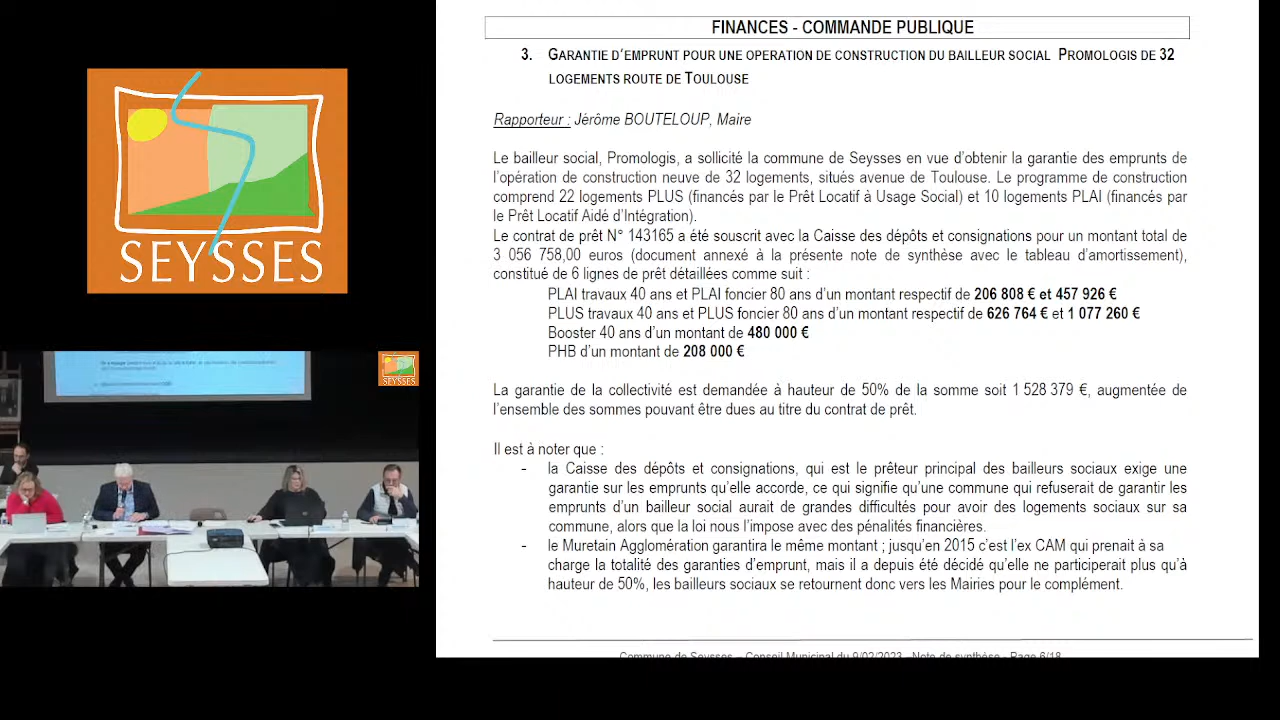 SEYSSES
SEYSSES
FINANCES - COMMANDE PUBLIQUE
3. GARANTIE D'EMPRUNT POUR UNE OPERATION DE CONSTRUCTION DU BAILLEUR SOCIAL PROMOLOGIS DE 32
LOGEMENTS ROUTE DE TOULOUSE
Rapporteur : Jérôme BOUTELOUP, Maire
Le bailleur social, Promologis, a sollicité la commune de Seysses en vue d'obtenir la garantie des emprunts de
l'opération de construction neuve de 32 logements, situés avenue de Toulouse. Le programme de construction
comprend 22 logements PLUS (financés par le Prêt Locatif à Usage Social) et 10 logements PLAI (financés par
le Prêt Locatif Aidé d'Intégration).
Le contrat de prêt N° 143165 a été souscrit avec la Caisse des dépôts et consignations pour un montant total de
3 056 758,00 euros (document annexé à la présente note de synthèse avec le tableau d'amortissement),
constitué de 6 lignes de prêt détaillées comme suit :
PLAI travaux 40 ans et PLAI foncier 80 ans d'un montant respectif de 206 808 € et 457 926 €
PLUS travaux 40 ans et PLUS foncier 80 ans d'un montant respectif de 626 764 € et 1 077 260 €
Booster 40 ans d'un montant de 480 000 €
PHB d'un montant de 208 000 €
La garantie de la collectivité est demandée à hauteur de 50% de la somme soit 1 528 379 €, augmentée de
l'ensemble des sommes pouvant être dues au titre du contrat de prêt.
Il est à noter que :
- la Caisse des dépôts et consignations, qui est le prêteur principal des bailleurs sociaux exige une
garantie sur les emprunts qu'elle accorde, ce qui signifie qu'une commune qui refuserait de garantir les
emprunts d'un bailleur social aurait de grandes difficultés pour avoir des logements sociaux sur sa
commune, alors que la loi nous l'impose avec des pénalités financières.
- le Muretain Agglomération garantira le même montant ; jusqu'en 2015 c'est l'ex CAM qui prenait à sa
charge la totalité des garanties d'emprunt, mais il a depuis été décidé qu'elle ne participerait plus qu'à
hauteur de 50%, les bailleurs sociaux se retournent donc vers les Mairies pour le complément.
Commune de Seysses – Conseil Municipal du 9/02/2023 -Note de synthèse - Page 6/18